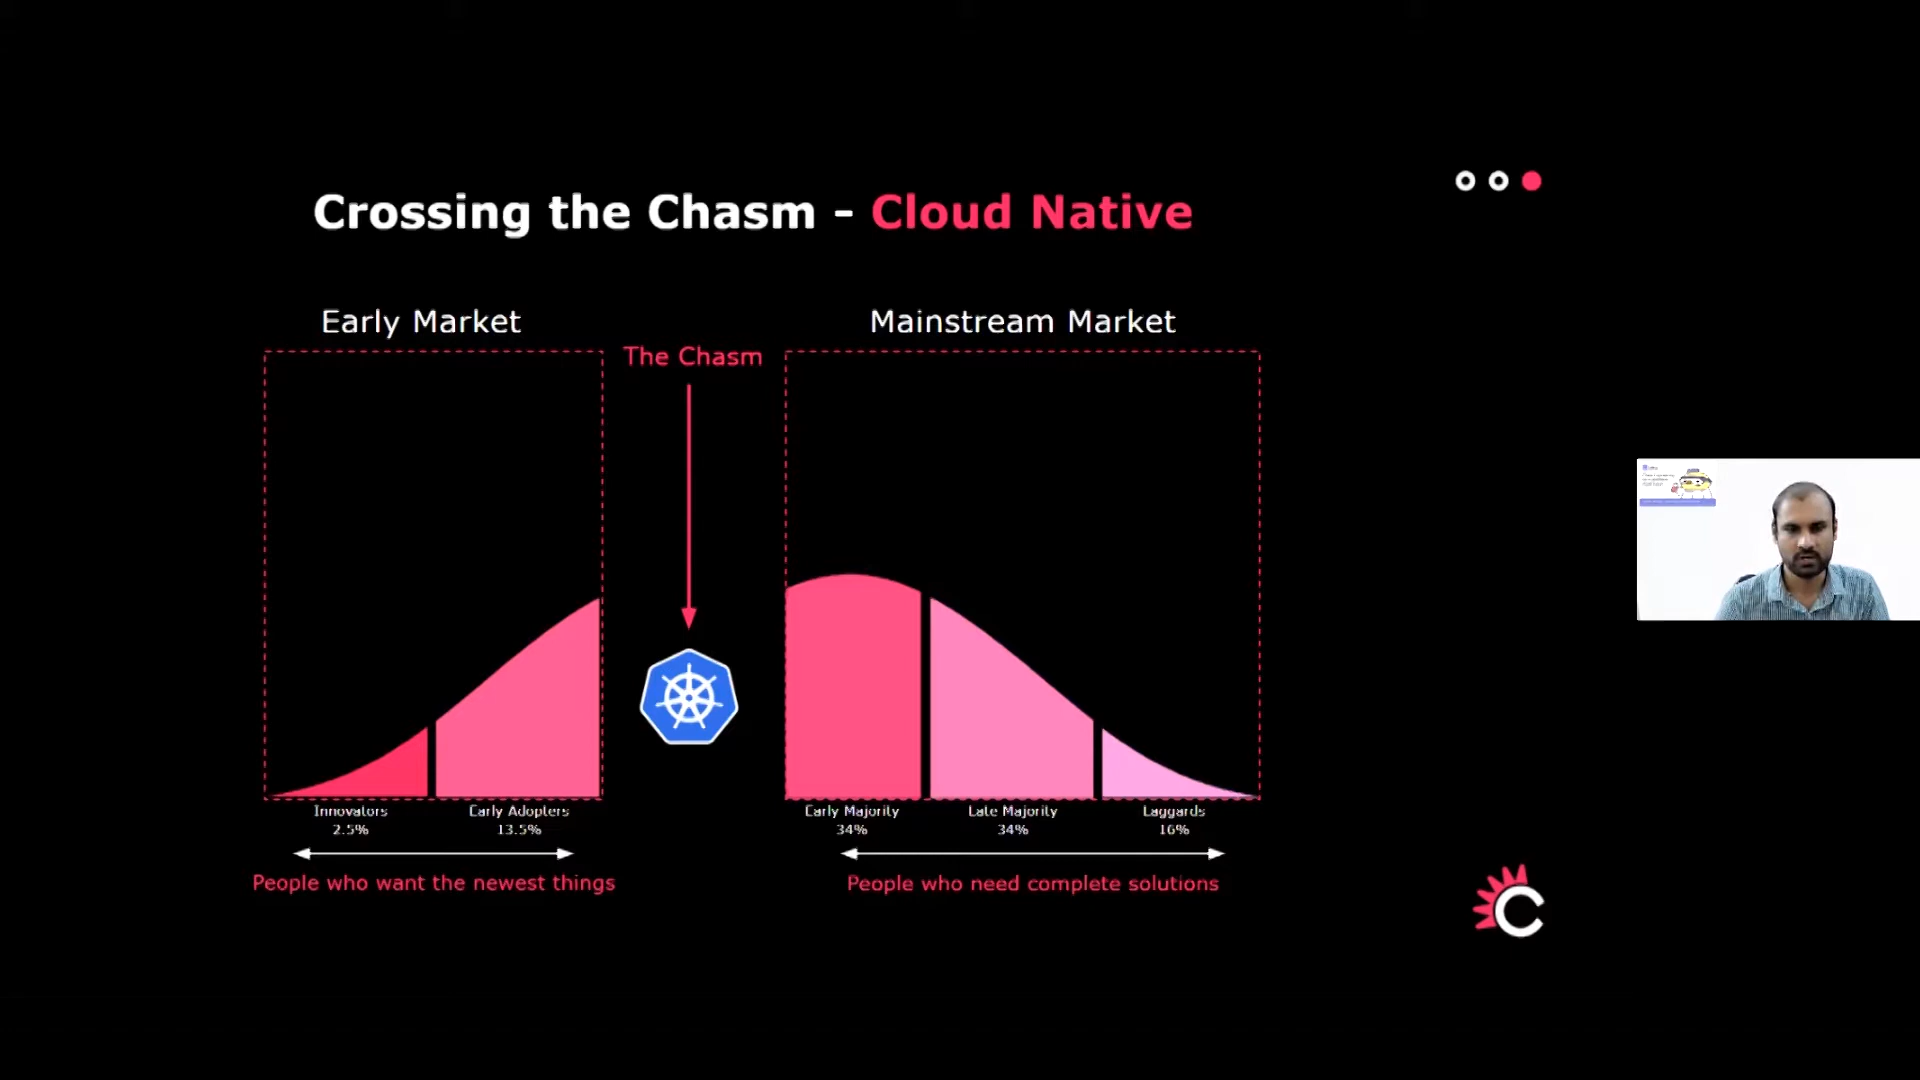 Crossing the Chasm - Cloud Native
Early Market
Mainstream Market
The Chasm
Innovators
2.5%
Early Adopters
13.5%
Early Majority
34%
Late Majority
34%
Laggards
16%
People who want the newest things
People who need complete solutions